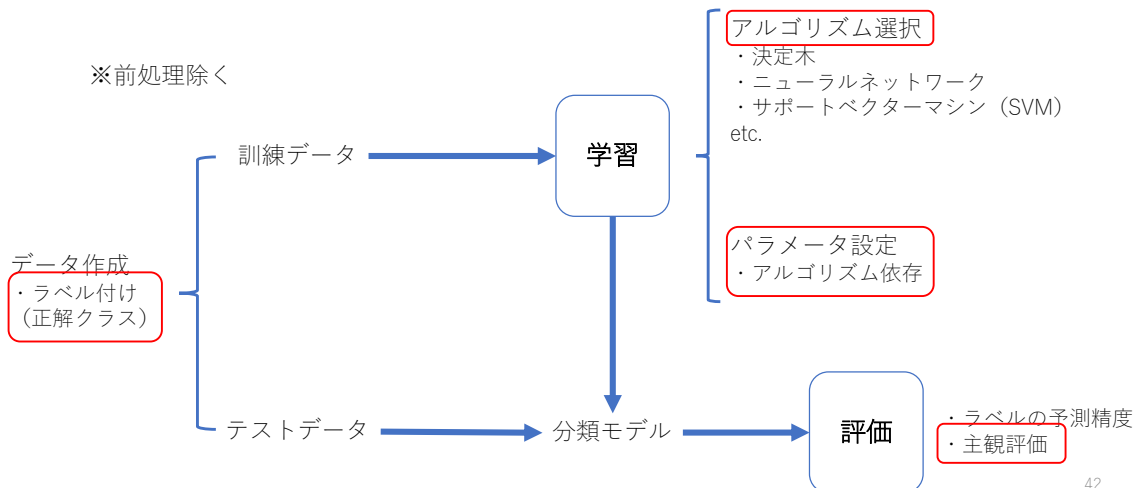 ※前処理除く
アルゴリズム選択
・決定木
・ニューラルネットワーク
・サポートベクターマシン（SVM）
etc.
訓練データ
学習
データ作成
・ラベル付け
（正解クラス）
パラメータ設定
・アルゴリズム依存
テストデータ
分類モデル
評価
・ラベルの予測精度
・主観評価
42